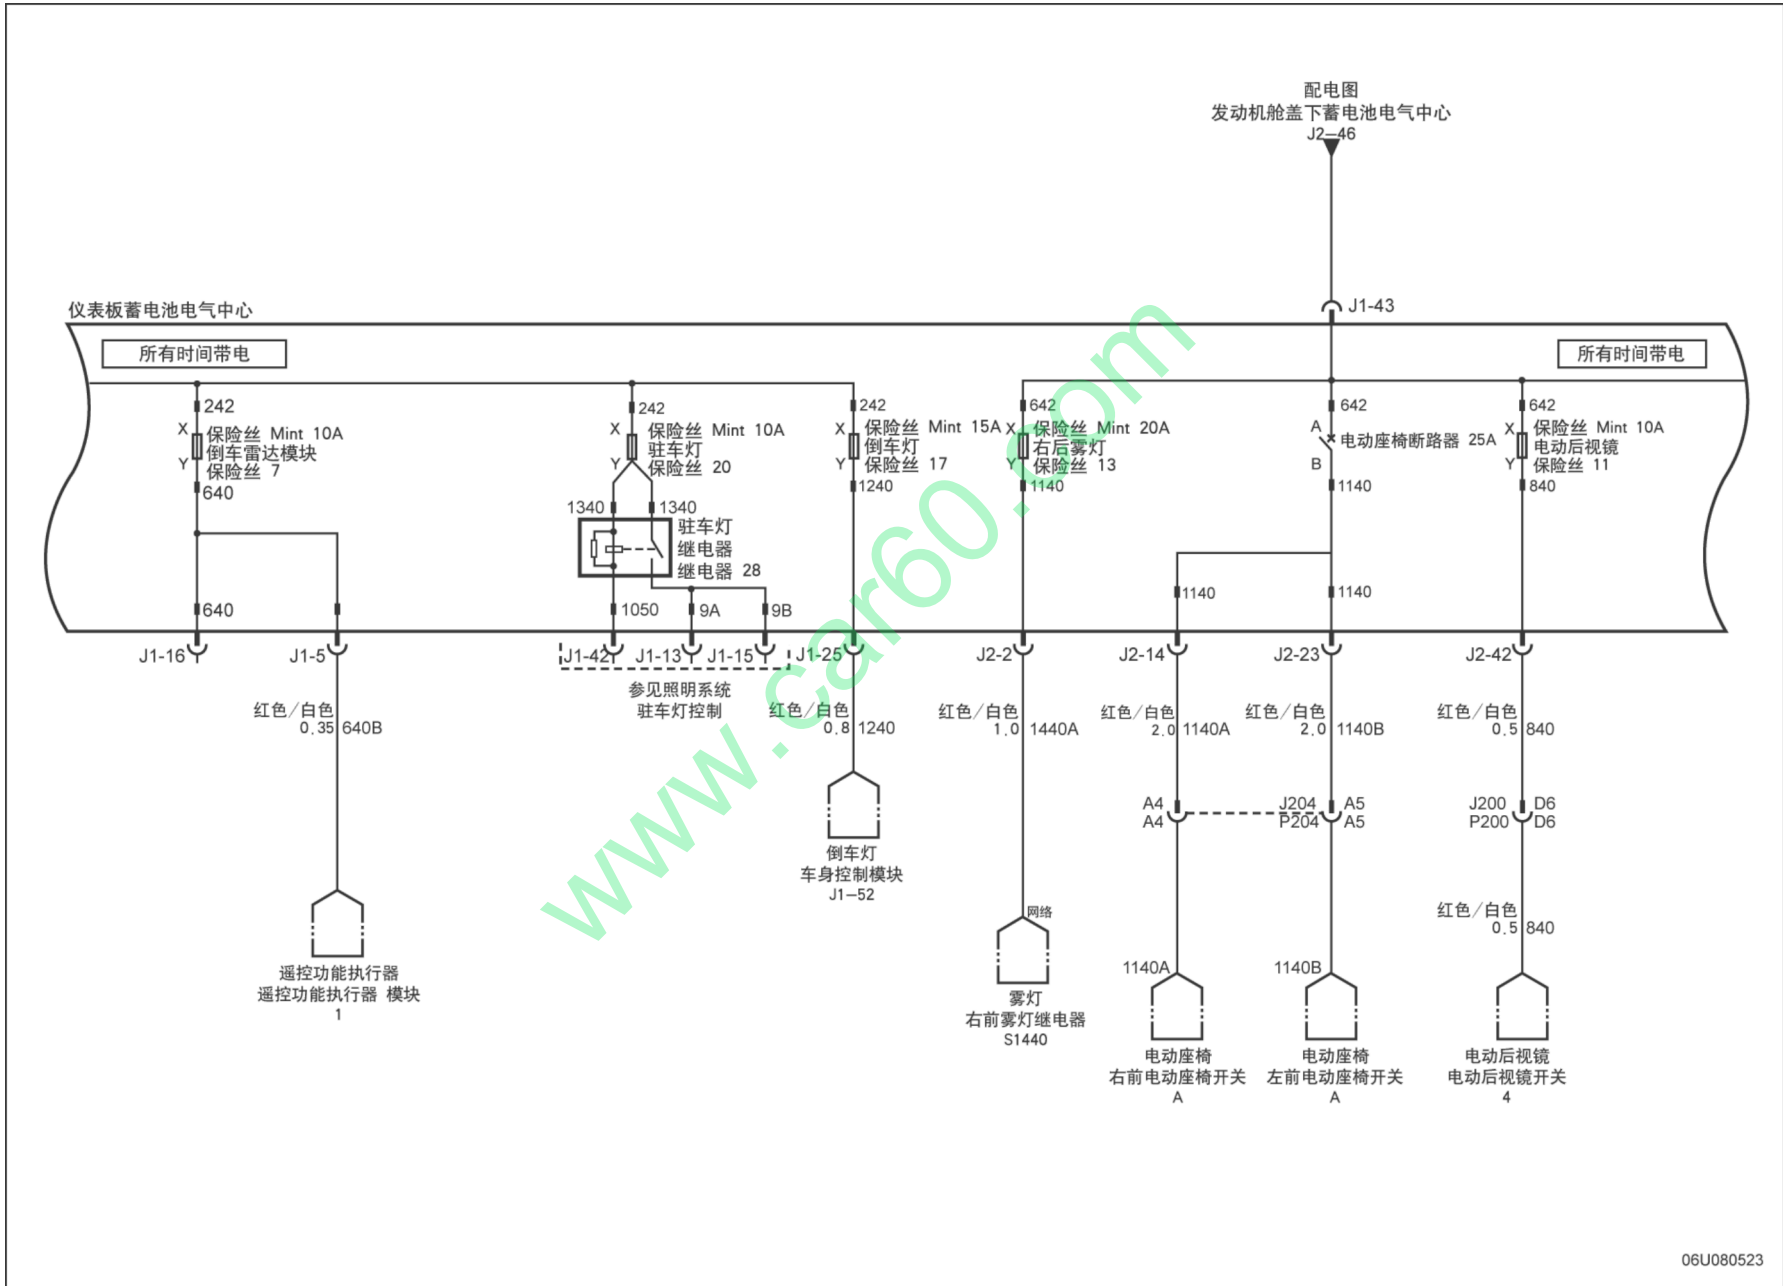 配电图
发动机舱盖下蓄电池电气中心
J2-46
J1-43
仪表板蓄电池电气中心
所有时间带电
所有时间带电
242
X
保险丝 Mint 10A
倒车雷达模块
Y
保险丝 7
640
640
242
X
保险丝 Mint 10A
驻车灯
Y
保险丝 20
1340
1340
驻车灯
继电器
继电器 28
1050
9A
9B
242
X
保险丝 Mint 15A
倒车灯
Y
保险丝 17
1240
642
X
保险丝 Mint 20A
右后雾灯
Y
保险丝 13
1140
642
A
电动座椅断路器 25A
B
1140
1140
1140
642
X
保险丝 Mint 10A
电动后视镜
Y
保险丝 11
840
J1-16
J1-5
J1-42
J1-13
J1-15
J1-25
J2-2
J2-14
J2-23
J2-42
参见照明系统
驻车灯控制
红色/白色
0.35 640B
红色/白色
0.8 1240
红色/白色
1.0 1440A
红色/白色
2.0 1140A
红色/白色
2.0 1140B
红色/白色
0.5 840
A4
A4
J204 A5
P204 A5
J200 D6
P200 D6
倒车灯
车身控制模块
J1-52
网络
红色/白色
0.5 840
遥控功能执行器
遥控功能执行器 模块
1
1140A
1140B
雾灯
右前雾灯继电器
S1440
电动座椅
右前电动座椅开关
A
电动座椅
左前电动座椅开关
A
电动后视镜
电动后视镜开关
4
www.car60.com
06U080523